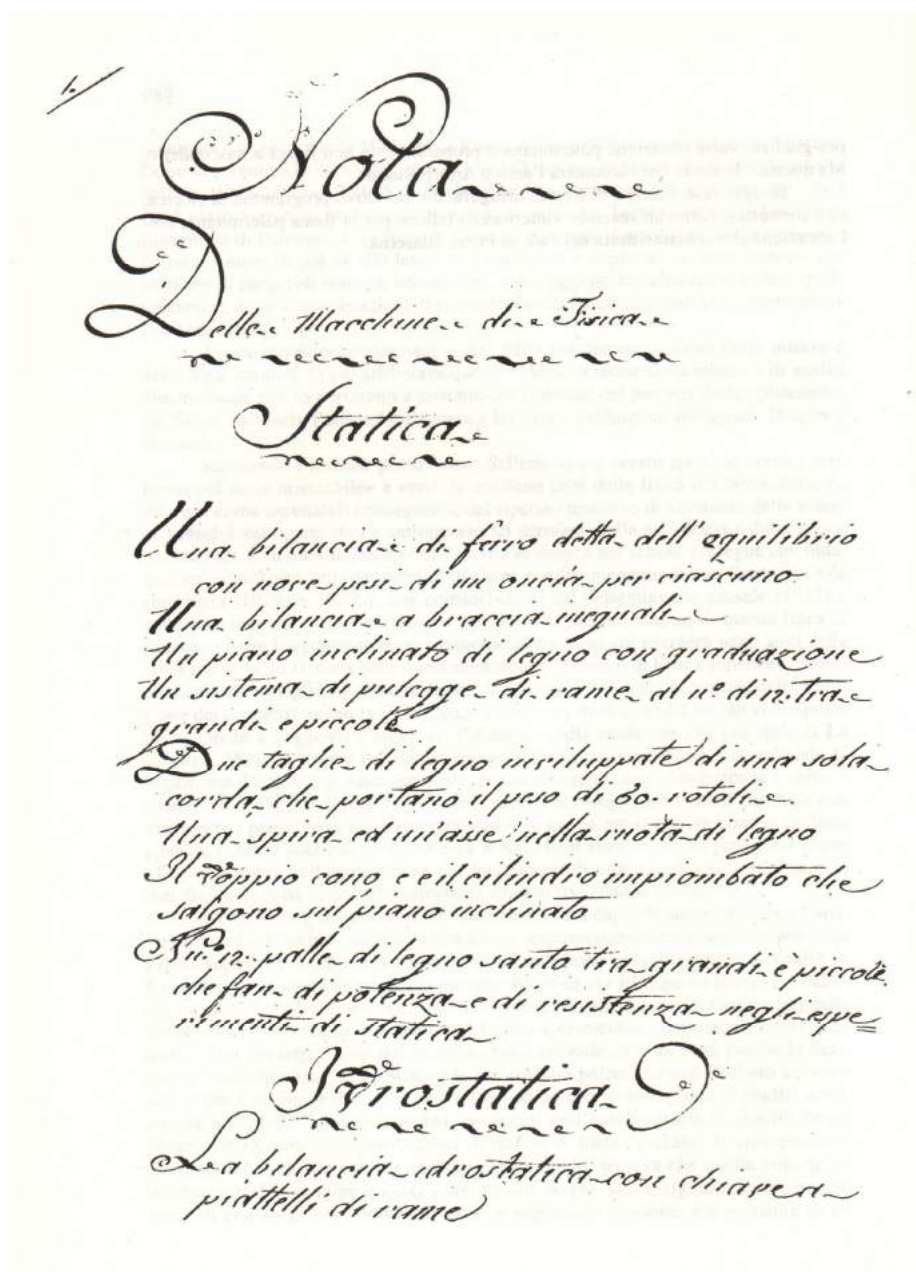 1.
Nota
Delle Macchine di Fisica
Statica
Una bilancia di ferro detta dell'equilibrio
con nove pesi di un oncia per ciascuno
Una bilancia a braccia ineguali
Un piano inclinato di legno con graduazione
Un sistema di pulegge di rame al n.º di 12. tra
grandi e piccole
Due taglie di legno inviluppate di una sola
corda, che portano il peso di 60. rotoli
Una spira ed un'asse nella ruota di legno
Il doppio cono e il cilindro impiombato che
salgono sul piano inclinato
Nu.º 12. palle di legno santo tra grandi e piccole
che fan di potenza e di resistenza negli espe=
rimenti di statica
Idrostatica
La bilancia idrostatica con chiave a
piattelli di rame